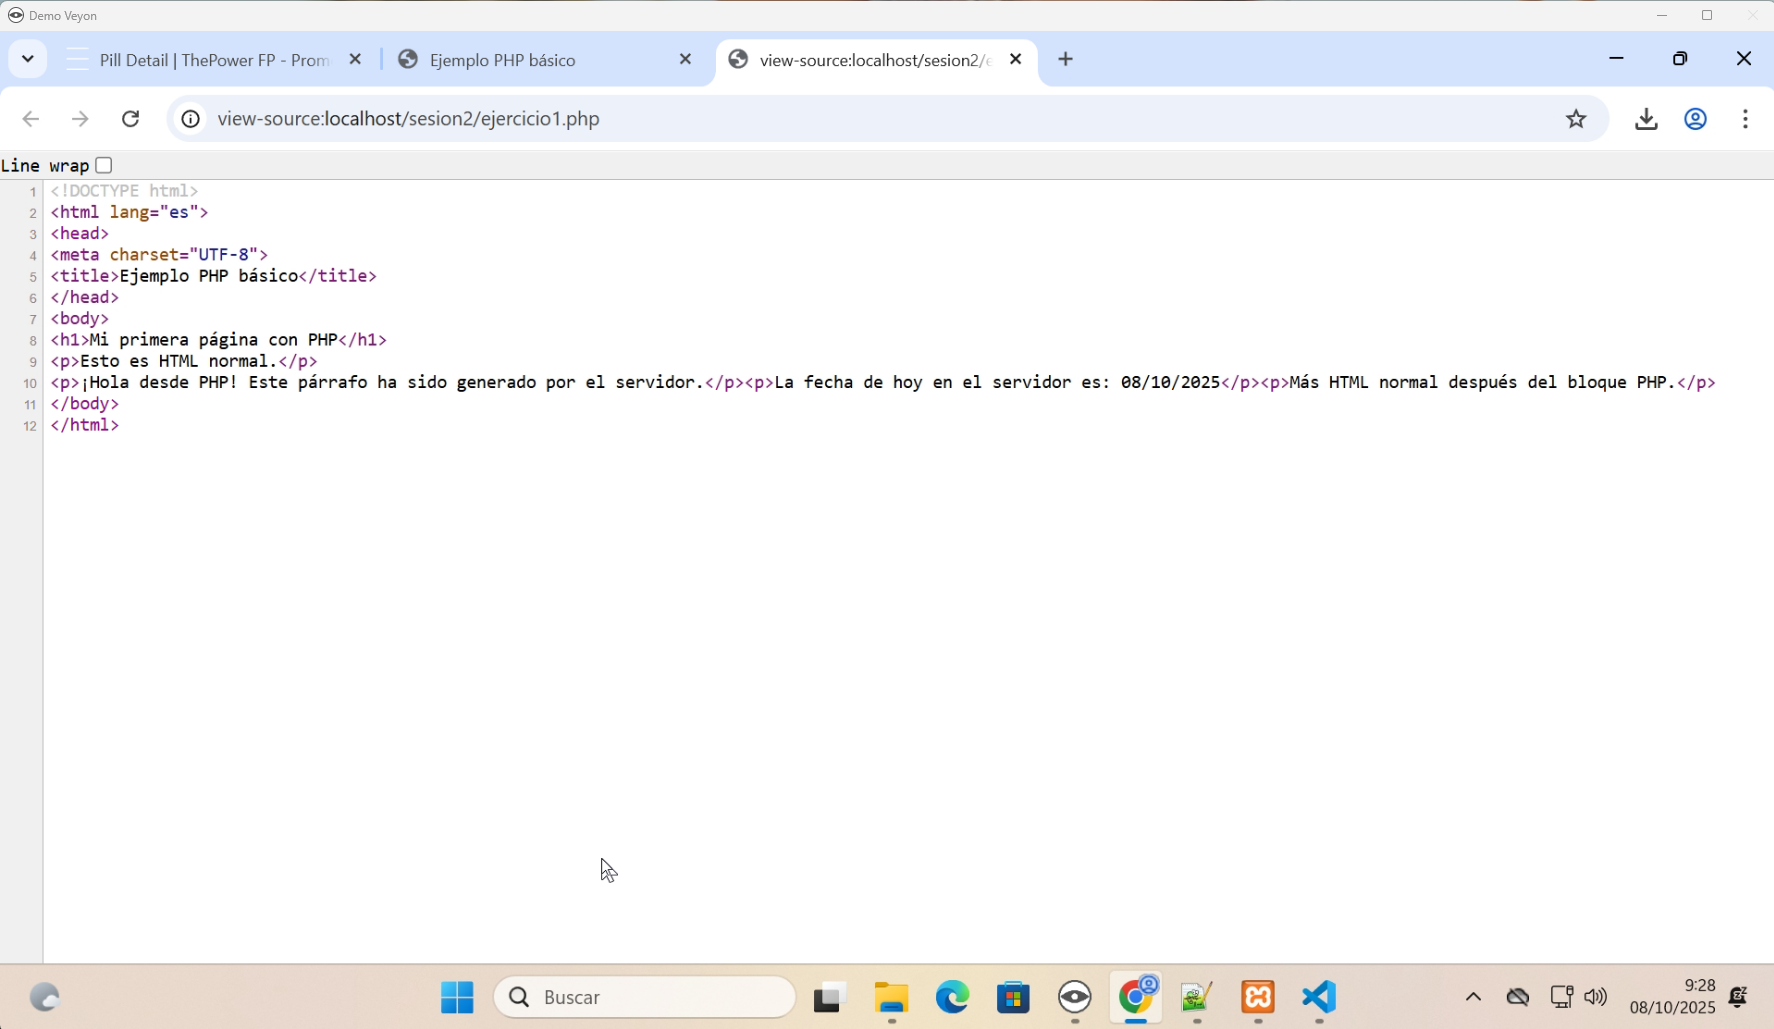 Demo Veyon
Pill Detail | ThePower FP - Prom
Ejemplo PHP básico
view-source:localhost/sesion2/e
view-source:localhost/sesion2/ejercicio1.php
Line wrap
1 <!DOCTYPE html>
2 <html lang="es">
3 <head>
4 <meta charset="UTF-8">
5 <title>Ejemplo PHP básico</title>
6 </head>
7 <body>
8 <h1>Mi primera página con PHP</h1>
9 <p>Esto es HTML normal.</p>
10 <p>¡Hola desde PHP! Este párrafo ha sido generado por el servidor.</p><p>La fecha de hoy en el servidor es: 08/10/2025</p><p>Más HTML normal después del bloque PHP.</p>
11 </body>
12 </html>
Buscar
9:28
08/10/2025